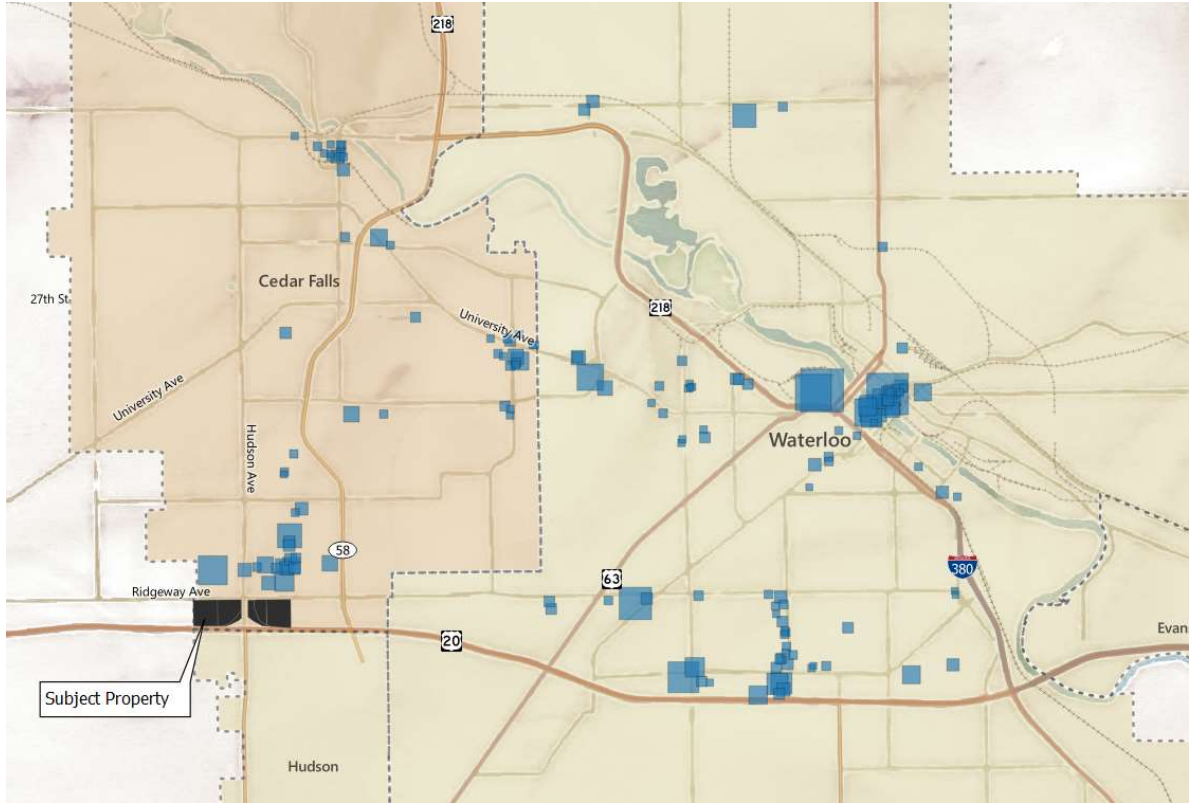 218
Cedar Falls
27th St
University Ave
218
University Ave
Hudson Ave
Waterloo
58
380
63
Ridgeway Ave
20
Evan
Subject Property
Hudson